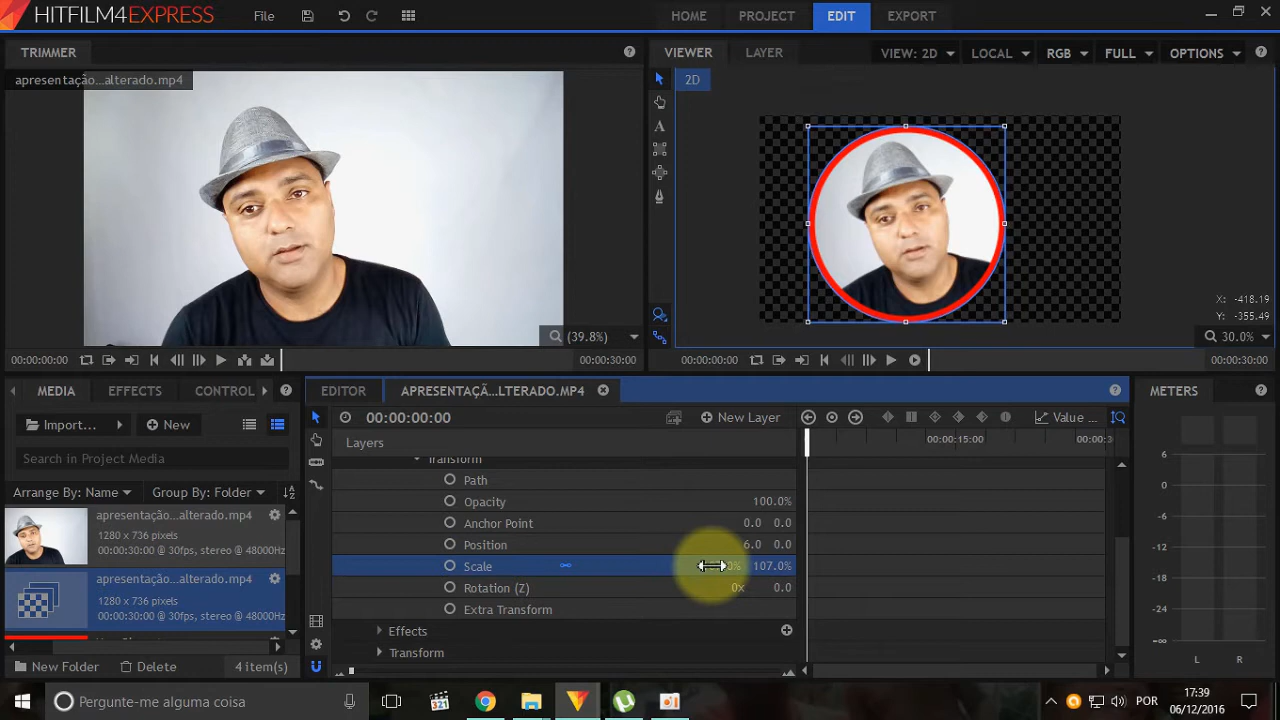 HITFILM4EXPRESS
File
HOME
PROJECT
EDIT
EXPORT
TRIMMER
apresentação...alterado.mp4
(39.8%)
00:00:00:00
00:00:30:00
VIEWER
LAYER
VIEW: 2D
LOCAL
RGB
FULL
OPTIONS
2D
X: -418.19
Y: -355.49
30.0%
00:00:00:00
00:00:30:00
MEDIA
EFFECTS
CONTROL
Import...
New
Search in Project Media
Arrange By: Name
Group By: Folder
apresentação...alterado.mp4
1280 x 736 pixels
00:00:30:00 @ 30fps, stereo @ 48000Hz
apresentação...alterado.mp4
1280 x 736 pixels
00:00:30:00 @ 30fps, stereo @ 48000Hz
New Folder
Delete
4 item(s)
EDITOR
APRESENTAÇÃ...LTERADO.MP4
00:00:00:00
New Layer
Value ...
Layers
00:00:15:00
00:00:3
Transform
Path
Opacity
100.0%
Anchor Point
0.0 0.0
Position
6.0 0.0
Scale
107.0%
Rotation (Z)
0x 0.0
Extra Transform
Effects
Transform
METERS
6
0
-6
-12
-18
-24
-∞
L R
Pergunte-me alguma coisa
321
POR
17:39
06/12/2016